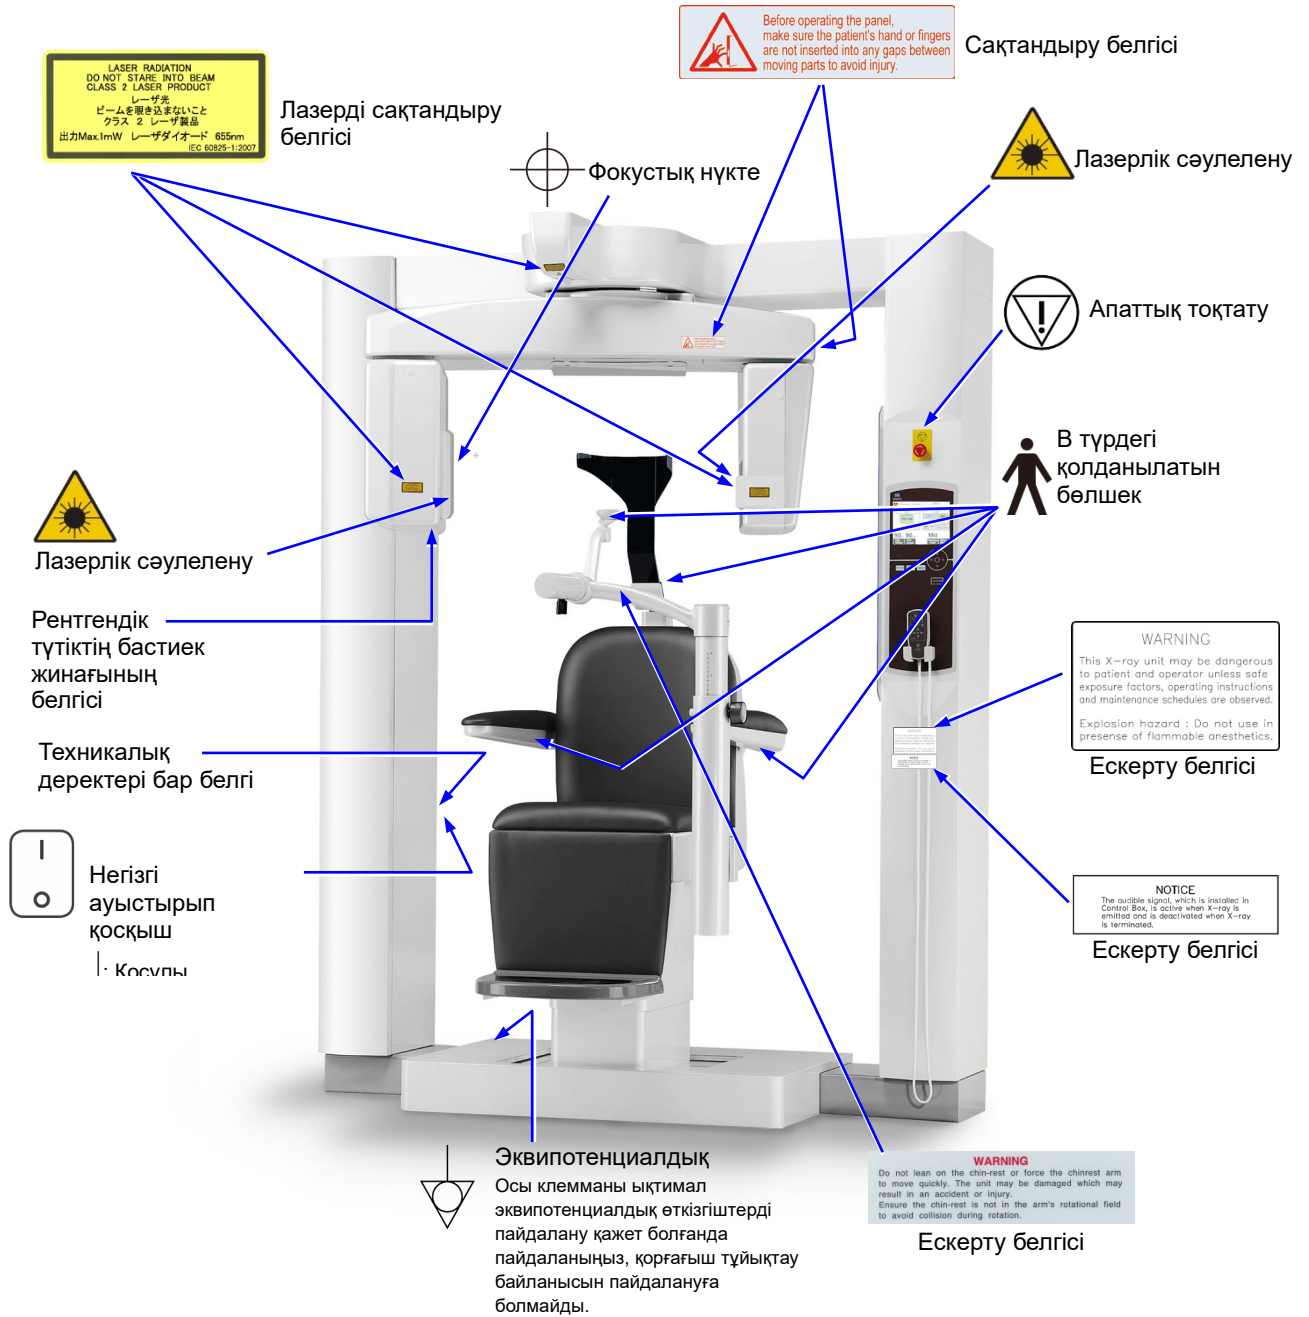 Before operating the panel,
make sure the patient's hand or fingers
are not inserted into any gaps between
moving parts to avoid injury.
Сақтандыру белгісі
LASER RADIATION
DO NOT STARE INTO BEAM
CLASS 2 LASER PRODUCT
レーザ光
ビームを覗き込まないこと
クラス 2 レーザ製品
出力Max.1mW レーザダイオード 655nm
IEC 60825-1:2007
Лазерді сақтандыру
белгісі
Фокустық нүкте
Лазерлік сәулелену
Апаттық тоқтату
В түрдегі
қолданылатын
бөлшек
Лазерлік сәулелену
Рентгендік
түтіктің бастиек
жинағының
белгісі
Техникалық
деректері бар белгі
Негізгі
ауыстырып
қосқыш
|: Қосулы
WARNING
This X-ray unit may be dangerous
to patient and operator unless safe
exposure factors, operating instructions
and maintenance schedules are observed.
Explosion hazard : Do not use in
presense of flammable anesthetics.
Ескерту белгісі
NOTICE
The audible signal, which is installed in
Control Box, is active when X-ray is
emitted and is deactivated when X-ray
is terminated.
Ескерту белгісі
Эквипотенциалдық
Осы клемманы ықтимал
эквипотенциалдық өткізгіштерді
пайдалану қажет болғанда
пайдаланыңыз, қорғағыш тұйықтау
байланысын пайдалануға
болмайды.
WARNING
Do not lean on the chin-rest or force the chinrest arm
to move quickly. The unit may be damaged which may
result in an accident or injury.
Ensure the chin-rest is not in the arm's rotational field
to avoid collision during rotation.
Ескерту белгісі